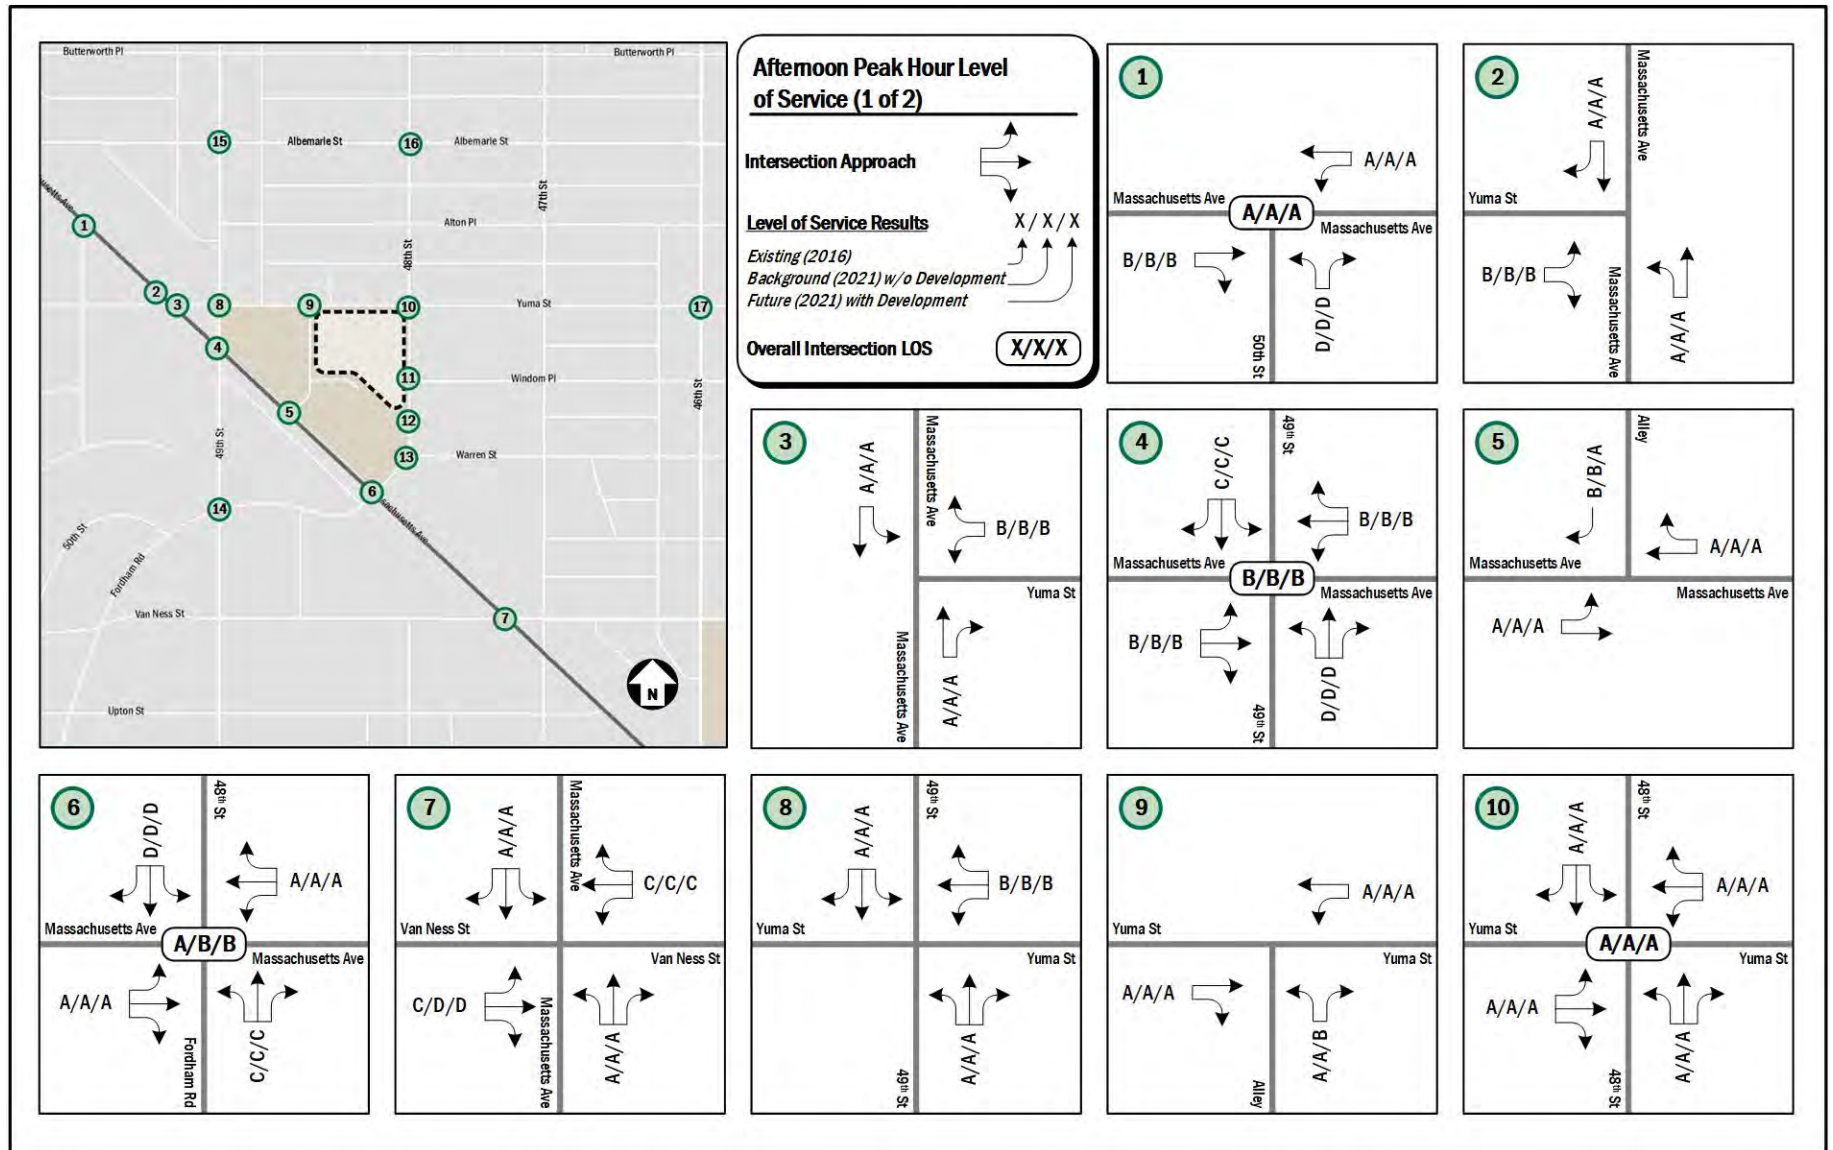 Butterworth Pl
Butterworth Pl
15
Albemarle St
16
Albemarle St
47th St
1
Alton Pl
48th St
2
3
8
9
10
Yuma St
17
4
11
Windom Pl
46th St
5
12
49th St
13
Warren St
6
14
50th St
Fordham Rd
Van Ness St
7
N
Upton St
Afternoon Peak Hour Level
of Service (1 of 2)
Intersection Approach
Level of Service Results
X / X / X
Existing (2016)
Background (2021) w/o Development
Future (2021) with Development
Overall Intersection LOS
X/X/X
1
A/A/A
Massachusetts Ave
A/A/A
Massachusetts Ave
B/B/B
D/D/D
50th St
2
A/A/A
Massachusetts Ave
Yuma St
B/B/B
Massachusetts Ave
A/A/A
3
A/A/A
Massachusetts Ave
B/B/B
Yuma St
Massachusetts Ave
A/A/A
4
C/C/C
49th St
B/B/B
Massachusetts Ave
B/B/B
Massachusetts Ave
B/B/B
D/D/D
49th St
5
B/B/A
Alley
A/A/A
Massachusetts Ave
Massachusetts Ave
A/A/A
6
D/D/D
48th St
A/A/A
Massachusetts Ave
A/B/B
Massachusetts Ave
A/A/A
C/C/C
Fordham Rd
7
A/A/A
Massachusetts Ave
C/C/C
Van Ness St
Van Ness St
C/D/D
Massachusetts Ave
A/A/A
8
A/A/A
49th St
B/B/B
Yuma St
Yuma St
A/A/A
49th St
9
A/A/A
Yuma St
Yuma St
A/A/A
A/A/B
Alley
10
A/A/A
48th St
A/A/A
Yuma St
A/A/A
Yuma St
A/A/A
A/A/A
48th St